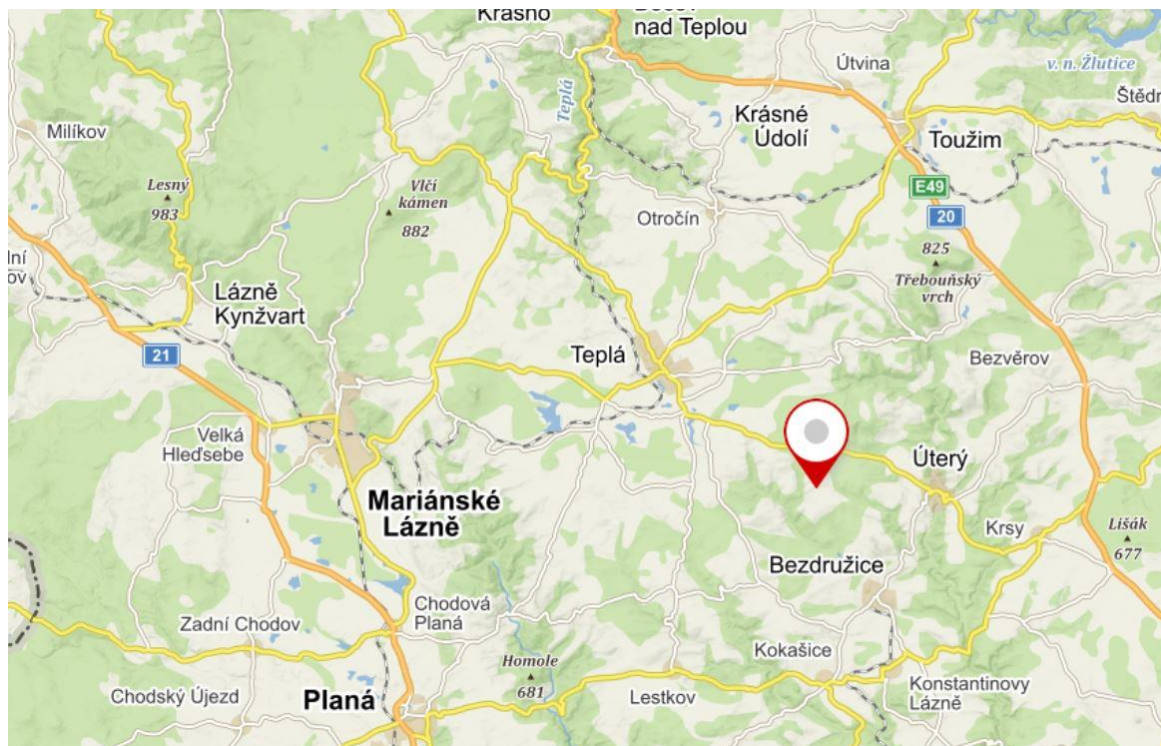 Krásno
Bečov
nad Teplou
Útvina
v. n. Žlutice
Štědr
Milíkov
Teplá
Krásné
Údolí
Toužim
Lesný
983
Vlčí
kámen
882
E49
20
Otročín
825
Třebouňský
vrch
Lázně
Kynžvart
21
Teplá
Bezvěrov
Velká
Hleďsebe
Úterý
Mariánské
Lázně
Krsy
Lišák
677
Bezdružice
Chodová
Planá
Zadní Chodov
Kokašice
Homole
681
Chodský Újezd
Planá
Lestkov
Konstantinovy
Lázně